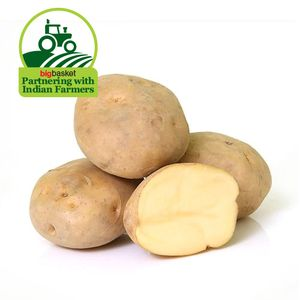 bigbasket
Partnering with
Indian Farmers